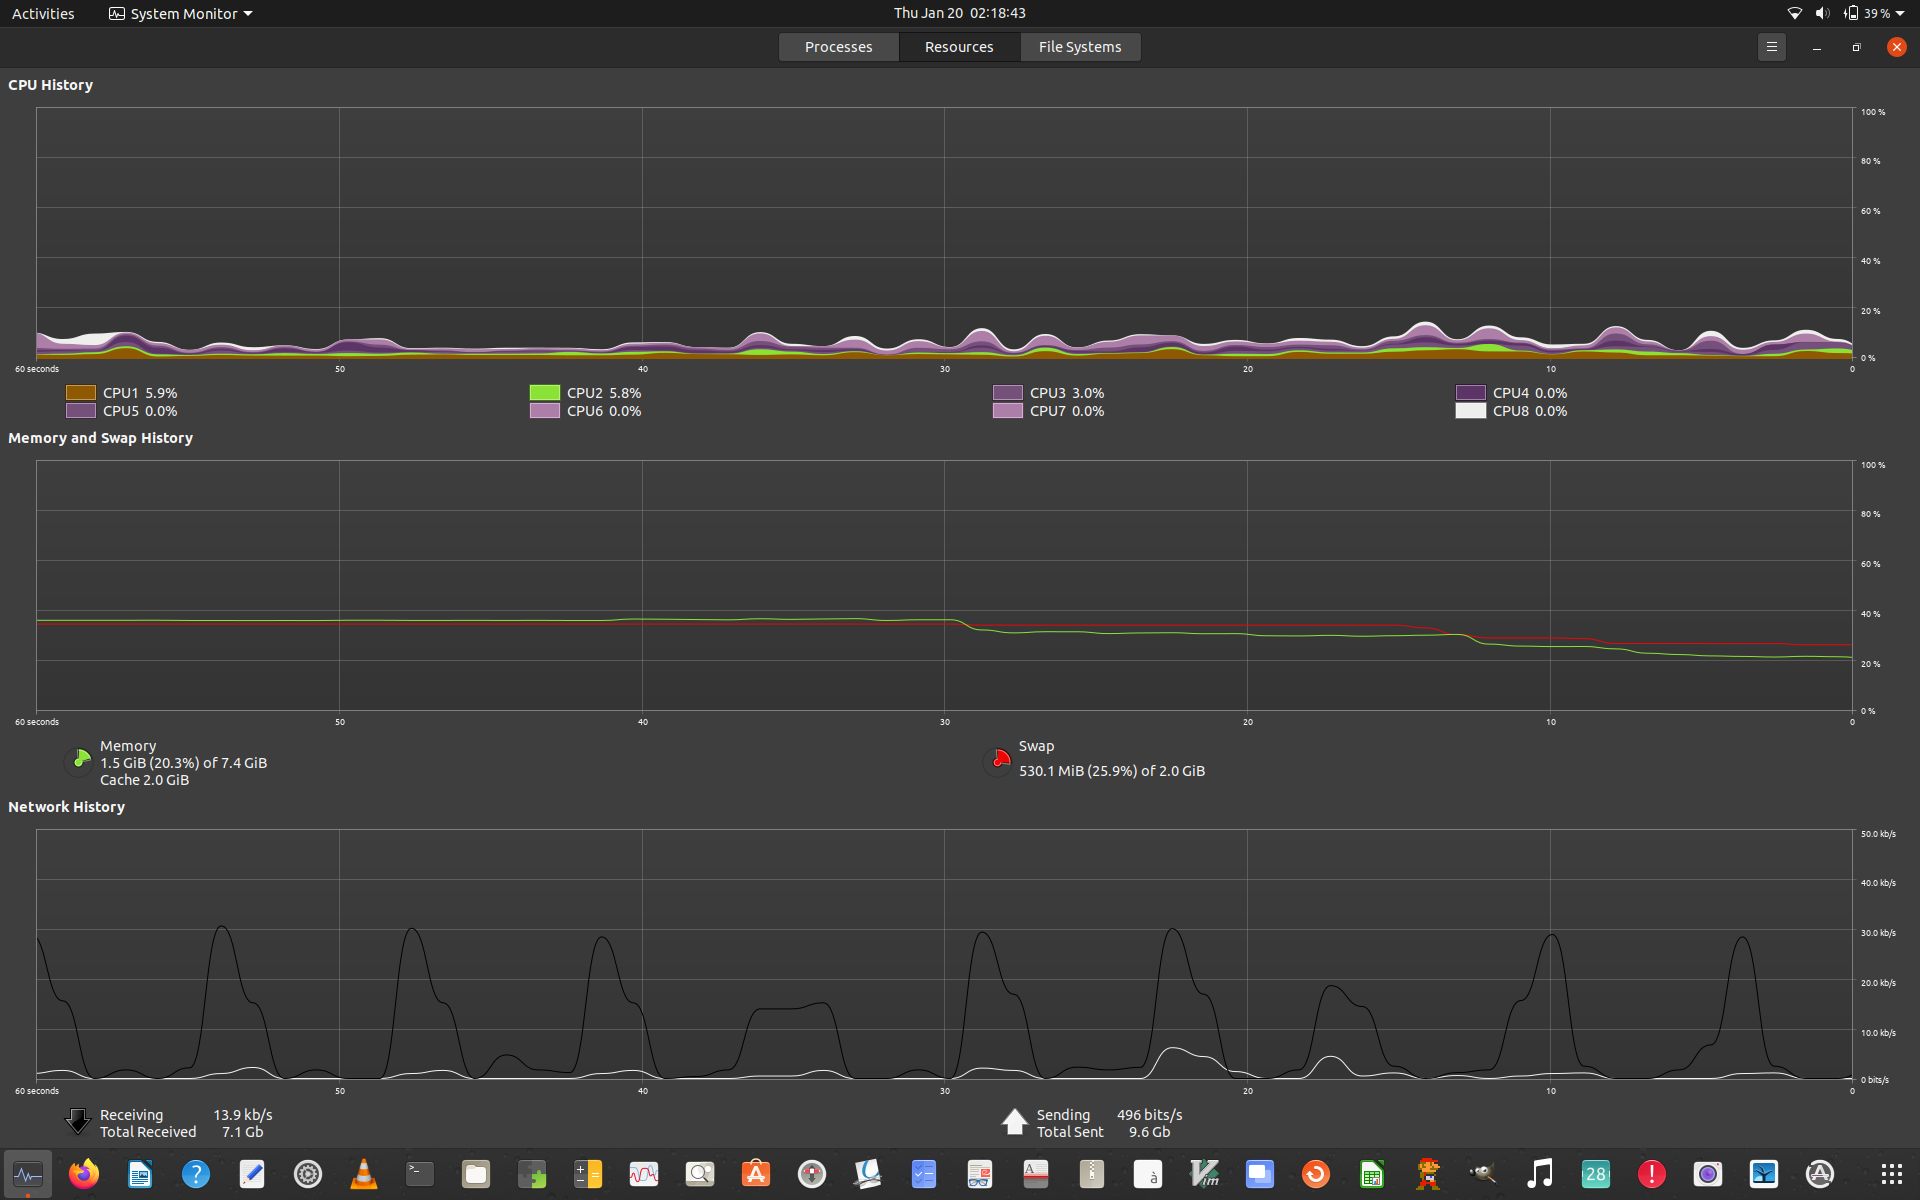 Activities System Monitor Thu Jan 20 02:18:43 39 %
Processes Resources File Systems
CPU History
100 %
80 %
60 %
40 %
20 %
0 %
60 seconds 50 40 30 20 10 0
CPU1 5.9% CPU2 5.8% CPU3 3.0% CPU4 0.0%
CPU5 0.0% CPU6 0.0% CPU7 0.0% CPU8 0.0%
Memory and Swap History
100 %
80 %
60 %
40 %
20 %
0 %
60 seconds 50 40 30 20 10 0
Memory
1.5 GiB (20.3%) of 7.4 GiB
Cache 2.0 GiB
Swap
530.1 MiB (25.9%) of 2.0 GiB
Network History
50.0 kb/s
40.0 kb/s
30.0 kb/s
20.0 kb/s
10.0 kb/s
0 bits/s
60 seconds 50 40 30 20 10 0
Receiving 13.9 kb/s
Total Received 7.1 Gb
Sending 496 bits/s
Total Sent 9.6 Gb
? >_ A à Vim 28 !